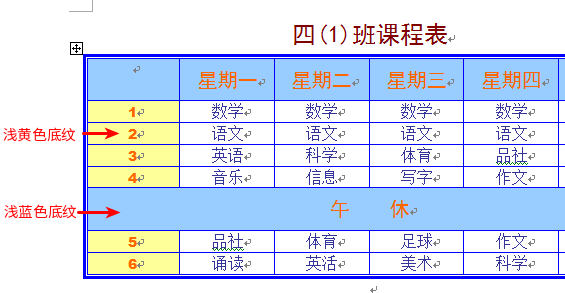 四(1)班课程表
星期一 星期二 星期三 星期四
1 数学 数学 数学 数学
浅黄色底纹
2 语文 语文 语文 语文
3 英语 科学 体育 品社
4 音乐 信息 写字 作文
浅蓝色底纹
午 休
5 品社 体育 足球 作文
6 诵读 英活 美术 科学